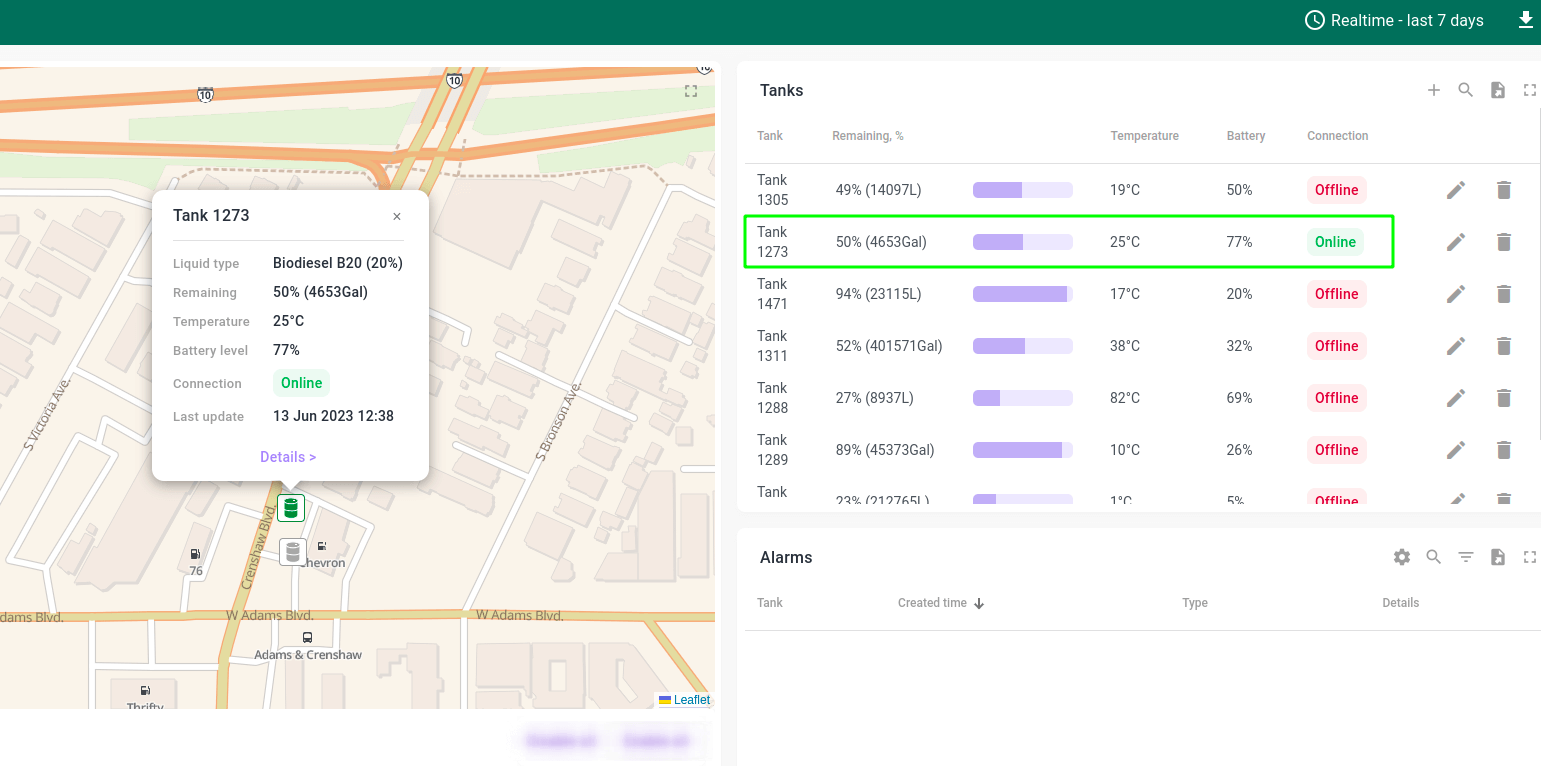 Realtime - last 7 days
10
10
10
Tank 1273 ×
Liquid type Biodiesel B20 (20%)
Remaining 50% (4653Gal)
Temperature 25°C
Battery level 77%
Connection Online
Last update 13 Jun 2023 12:38
Details >
S Victoria Ave.
S Bronson Ave.
Crenshaw Blvd.
76
Chevron
dams Blvd.
W Adams Blvd.
W Adams Blvd.
Adams & Crenshaw
Thrifty
Leaflet
Tanks
Tank Remaining, % Temperature Battery Connection
Tank 1305 49% (14097L) 19°C 50% Offline
Tank 1273 50% (4653Gal) 25°C 77% Online
Tank 1471 94% (23115L) 17°C 20% Offline
Tank 1311 52% (401571Gal) 38°C 32% Offline
Tank 1288 27% (8937L) 82°C 69% Offline
Tank 1289 89% (45373Gal) 10°C 26% Offline
Tank 23% (212765L) 1°C 5% Offline
Alarms
Tank Created time Type Details